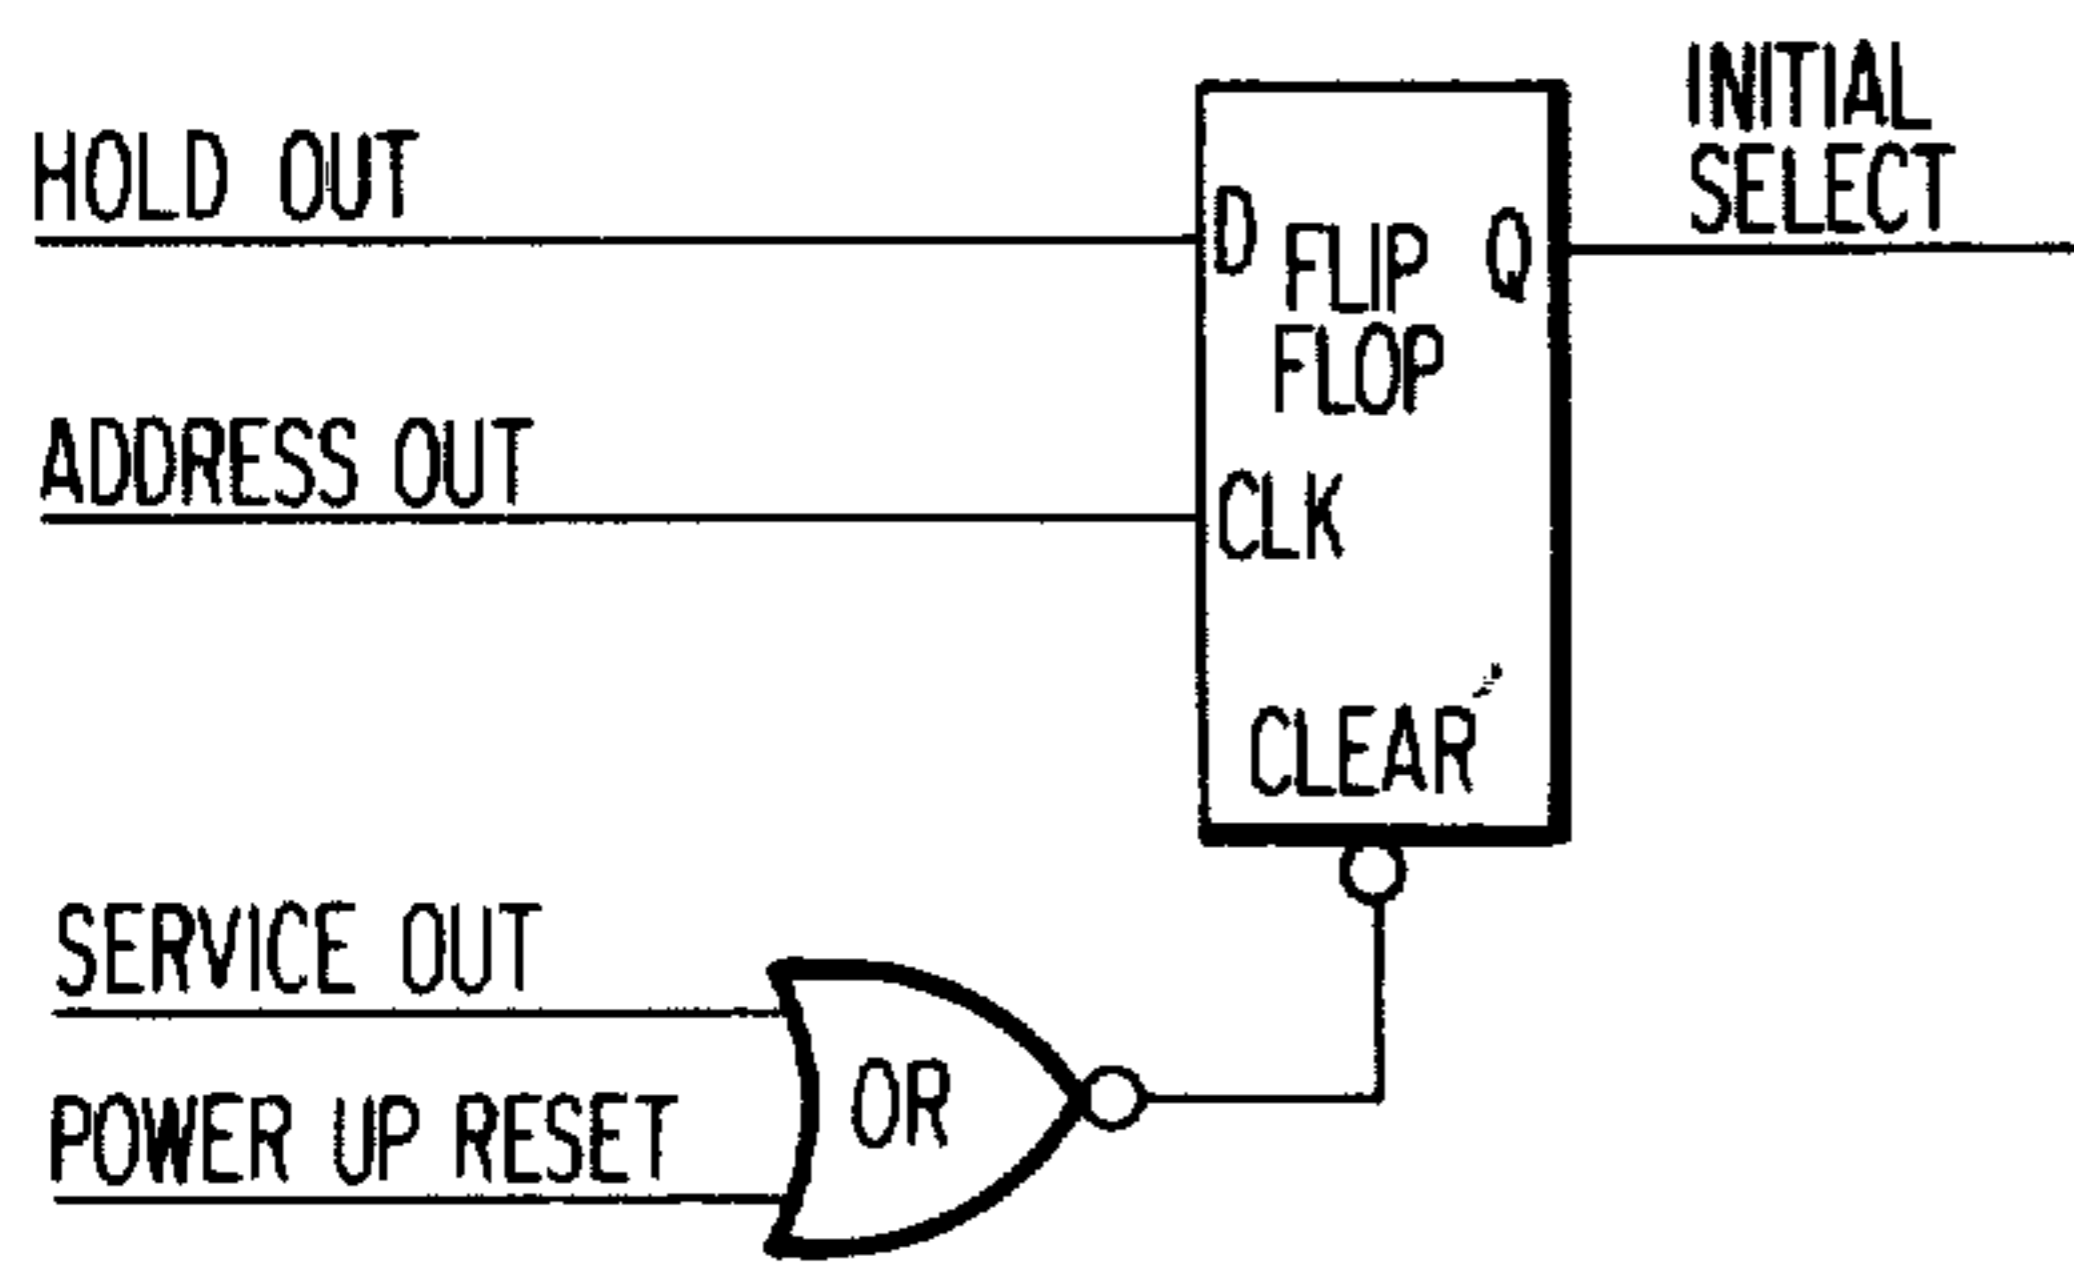 HOLD OUT
INITIAL
SELECT
D
FLIP
FLOP
Q
ADDRESS OUT
CLK
CLEAR
SERVICE OUT
POWER UP RESET
OR